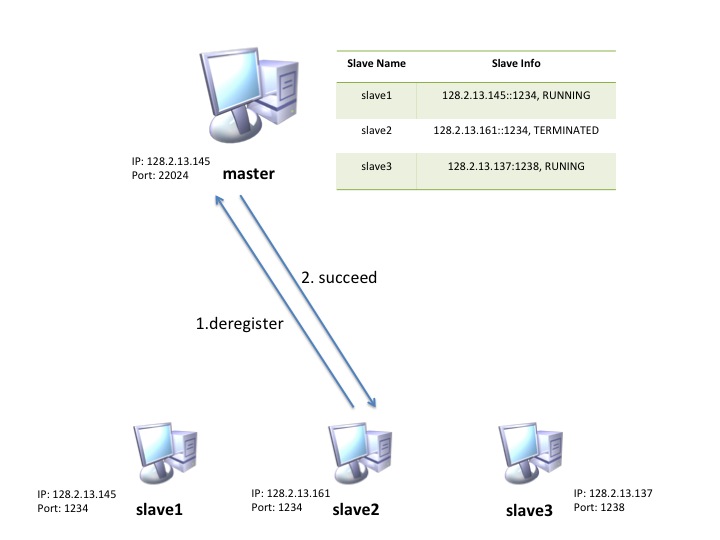 Slave Name Slave Info
slave1 128.2.13.145::1234, RUNNING
slave2 128.2.13.161::1234, TERMINATED
slave3 128.2.13.137:1238, RUNING
IP: 128.2.13.145
Port: 22024
master
2. succeed
1.deregister
IP: 128.2.13.145
Port: 1234
slave1
IP: 128.2.13.161
Port: 1234
slave2
slave3
IP: 128.2.13.137
Port: 1238